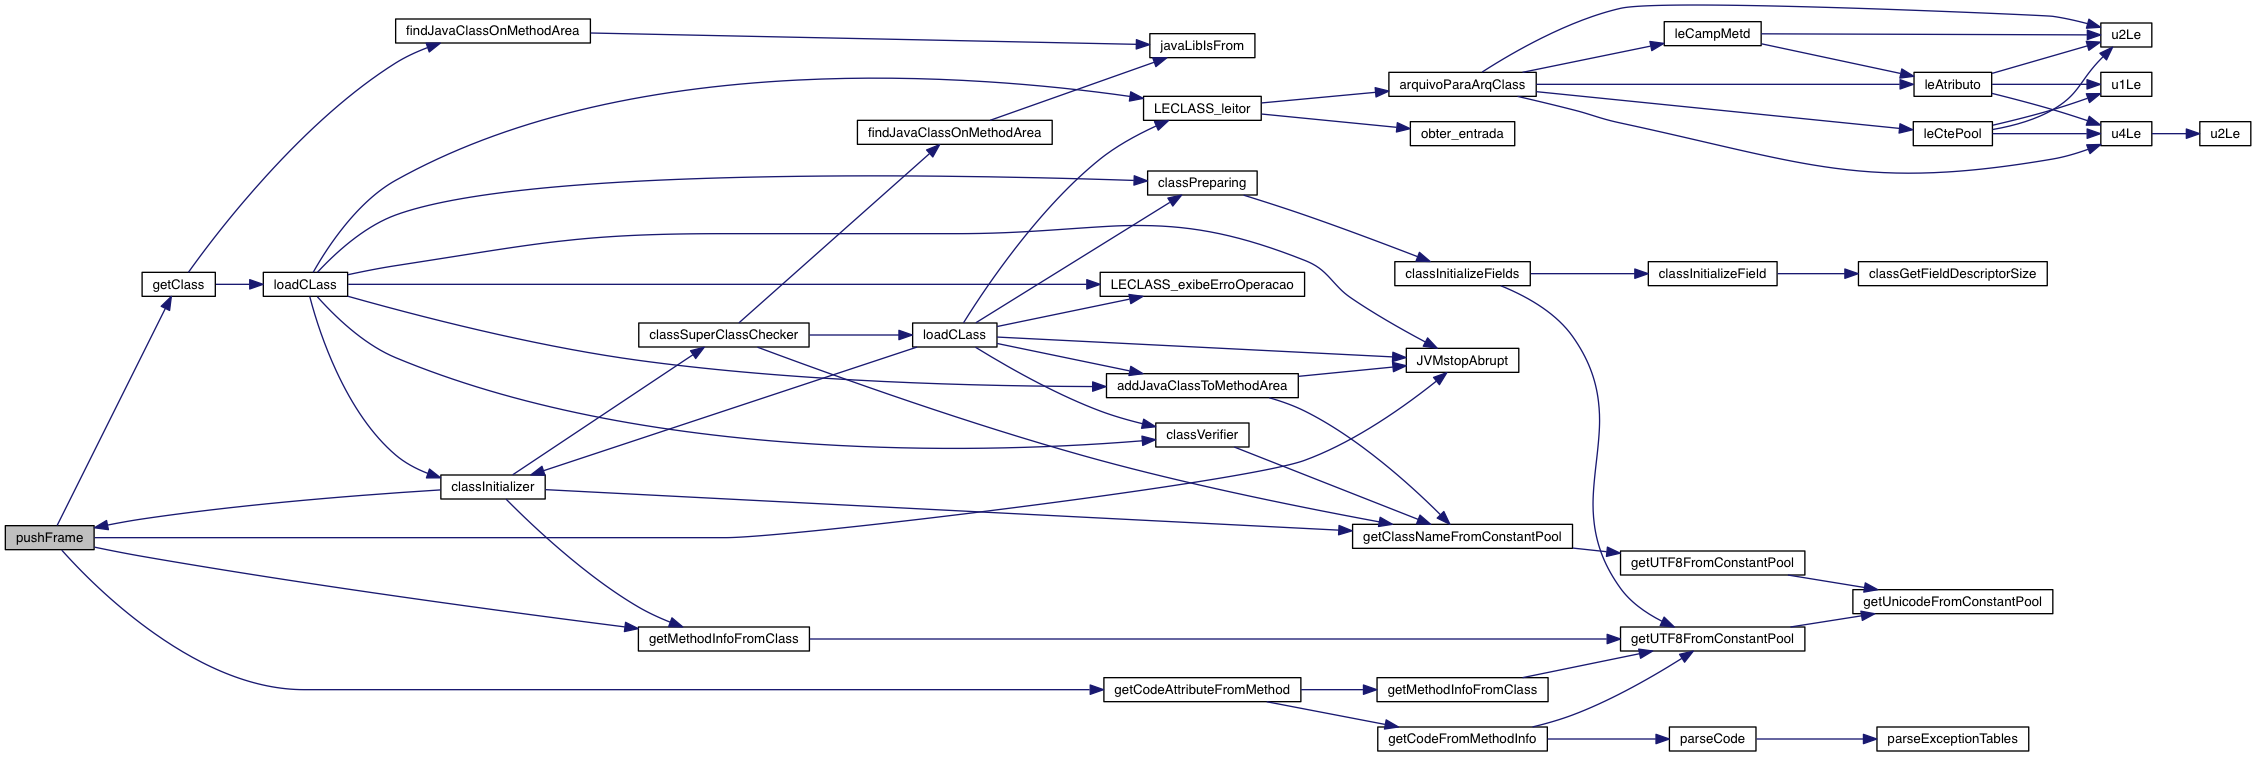 findJavaClassOnMethodArea
javaLibIsFrom
leCampMetd
u2Le
LECLASS_leitor
arquivoParaArqClass
leAtributo
u1Le
findJavaClassOnMethodArea
obter_entrada
leCtePool
u4Le
u2Le
classPreparing
getClass
loadCLass
LECLASS_exibeErroOperacao
classInitializeFields
classInitializeField
classGetFieldDescriptorSize
classSuperClassChecker
loadCLass
JVMstopAbrupt
addJavaClassToMethodArea
classVerifier
classInitializer
pushFrame
getClassNameFromConstantPool
getUTF8FromConstantPool
getUnicodeFromConstantPool
getMethodInfoFromClass
getUTF8FromConstantPool
getCodeAttributeFromMethod
getMethodInfoFromClass
getCodeFromMethodInfo
parseCode
parseExceptionTables